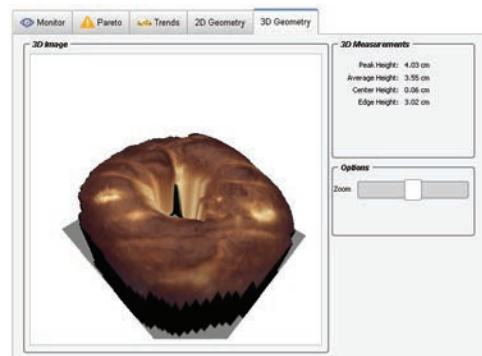 Monitor
Pareto
Trends
2D Geometry
3D Geometry
3D Image
3D Measurements
Peak Height: 4.03 cm
Average Height: 3.55 cm
Center Height: 0.06 cm
Edge Height: 3.02 cm
Options
Zoom